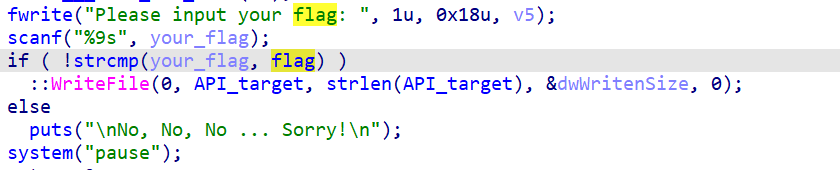 fwrite("Please input your flag: ", 1u, 0x18u, v5);
scanf("%9s", your_flag);
if ( !strcmp(your_flag, flag) )
::WriteFile(0, API_target, strlen(API_target), &dwWritenSize, 0);
else
puts("\nNo, No, No ... Sorry!\n");
system("pause");